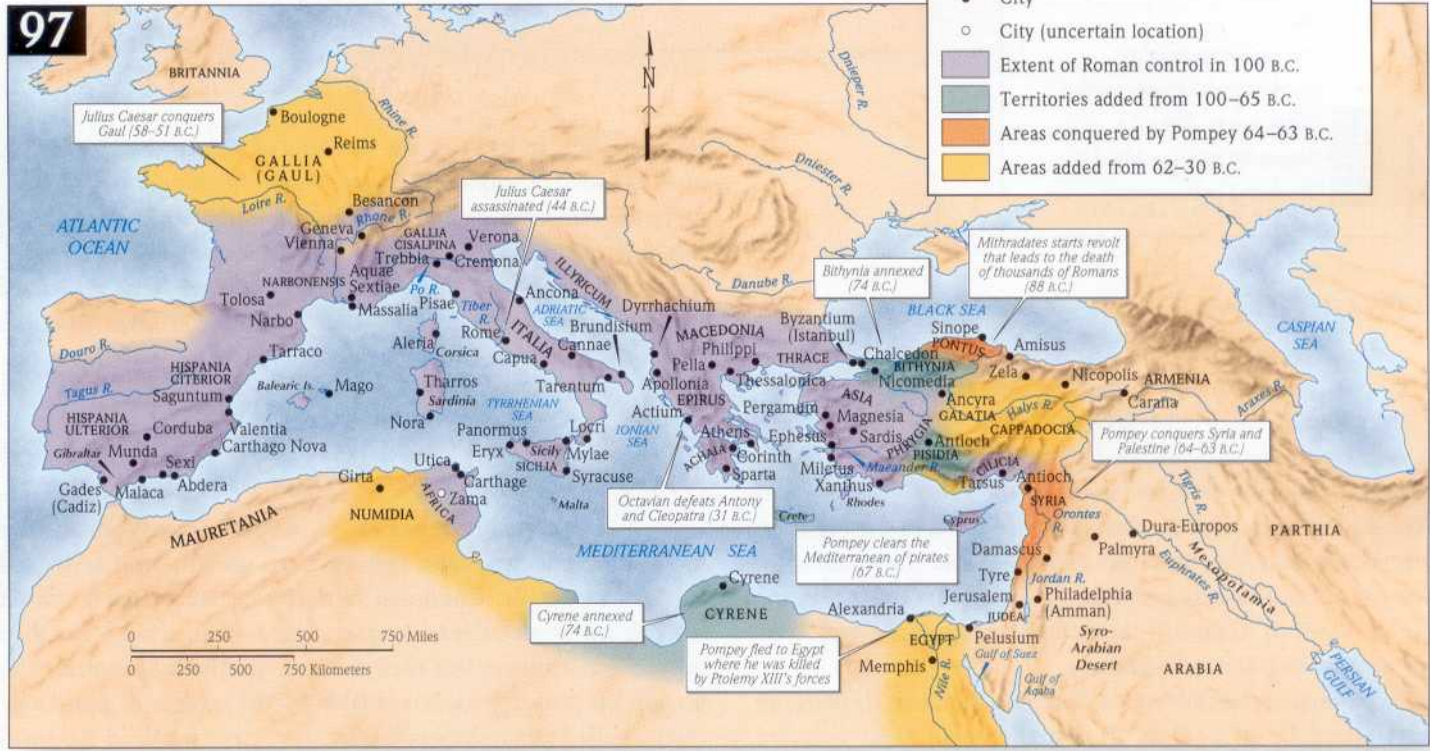 97
City
City (uncertain location)
Extent of Roman control in 100 B.C.
Territories added from 100–65 B.C.
Areas conquered by Pompey 64–63 B.C.
Areas added from 62–30 B.C.
N
BRITANNIA
Julius Caesar conquers
Gaul (58–51 B.C.)
Boulogne
Reims
GALLIA
(GAUL)
Rhine R.
Loire R.
Besancon
Geneva
Rhone R.
Vienna
ATLANTIC
OCEAN
Julius Caesar
assassinated (44 B.C.)
GALLIA
CISALPINA
Verona
Trebbia
Cremona
Po R.
NARBONENSIS
Aquae
Sextiae
Massalia
Tolosa
Narbo
Pisae
Tiber
R.
Ancona
ADRIATIC
SEA
ILLYRICUM
Dnieper R.
Dniester R.
Danube R.
Bithynia annexed
(74 B.C.)
Mithradates starts revolt
that leads to the death
of thousands of Romans
(88 B.C.)
BLACK SEA
CASPIAN
SEA
Dyrrhachium
Byzantium
(Istanbul)
Sinope
PONTUS
Amisus
Douro R.
Tarraco
HISPANIA
CITERIOR
Tagus R.
Saguntum
HISPANIA
ULTERIOR
Corduba
Valentia
Carthago Nova
Gibraltar
Munda
Sexi
Abdera
Malaca
Gades
(Cadiz)
Balearic Is.
Mago
Aleria
Corsica
Rome
ITALIA
Capua
Brundisium
Cannae
Tarentum
Tharros
Sardinia
Nora
TYRRHENIAN
SEA
Panormus
Eryx
Sicily
SICILIA
Locri
Mylae
Syracuse
IONIAN
SEA
Malta
MACEDONIA
Philippi
Pella
THRACE
Thessalonica
Apollonia
EPIRUS
Actium
Athens
ACHAIA
Corinth
Sparta
Chalcedon
BITHYNIA
Nicomedia
Zela
Nicopolis
ARMENIA
Carana
Araxes R.
Ancyra
GALATIA
Halys R.
CAPPADOCIA
ASIA
Pergamum
Magnesia
Ephesus
Sardis
PHRYGIA
Antioch
PISIDIA
Miletus
Maeander R.
Xanthus
Rhodes
CILICIA
Tarsus
Antioch
SYRIA
Orontes
R.
Pompey conquers Syria and
Palestine (64–63 B.C.)
Tigris R.
Cyprus
Crete
Octavian defeats Antony
and Cleopatra (31 B.C.)
Pompey clears the
Mediterranean of pirates
(67 B.C.)
Utica
Carthage
Zama
AFRICA
Girta
NUMIDIA
MAURETANIA
MEDITERRANEAN SEA
Damascus
Palmyra
Dura-Europos
PARTHIA
Mesopotamia
Euphrates R.
Tyre
Jordan R.
Jerusalem
JUDEA
Philadelphia
(Amman)
Syro-
Arabian
Desert
ARABIA
PERSIAN
GULF
Cyrene
CYRENE
Cyrene annexed
(74 B.C.)
Alexandria
Pelusium
EGYPT
Memphis
Nile R.
Gulf of Suez
Gulf of
Aqaba
Pompey fled to Egypt
where he was killed
by Ptolemy XIII's forces
0 250 500 750 Miles
0 250 500 750 Kilometers